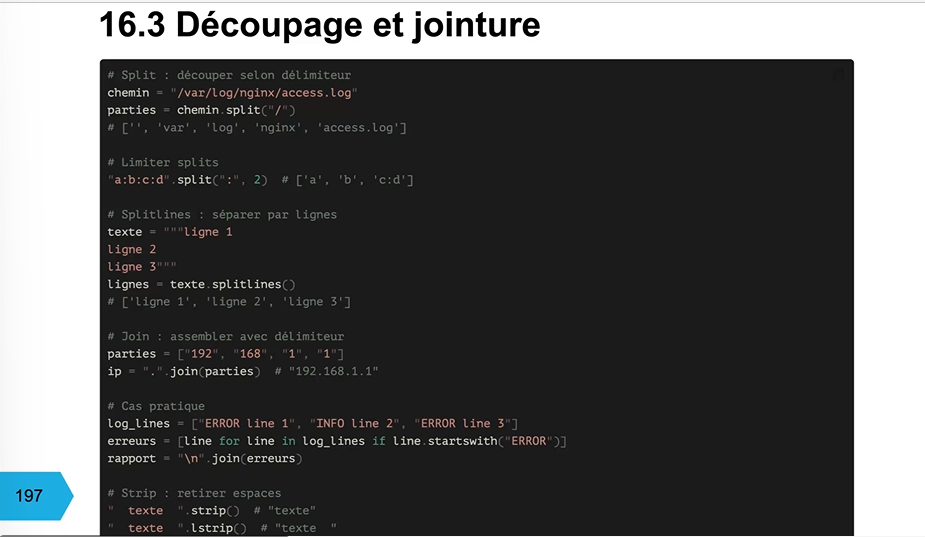 16.3 Découpage et jointure
# Split : découper selon délimiteur
chemin = "/var/log/nginx/access.log"
parties = chemin.split("/")
# ['', 'var', 'log', 'nginx', 'access.log']
# Limiter splits
"a:b:c:d".split(":", 2)  # ['a', 'b', 'c:d']
# Splitlines : séparer par lignes
texte = """ligne 1
ligne 2
ligne 3"""
lignes = texte.splitlines()
# ['ligne 1', 'ligne 2', 'ligne 3']
# Join : assembler avec délimiteur
parties = ["192", "168", "1", "1"]
ip = ".".join(parties)  # "192.168.1.1"
# Cas pratique
log_lines = ["ERROR line 1", "INFO line 2", "ERROR line 3"]
erreurs = [line for line in log_lines if line.startswith("ERROR")]
rapport = "\n".join(erreurs)
# Strip : retirer espaces
"  texte  ".strip()  # "texte"
"  texte  ".lstrip()  # "texte  "
197